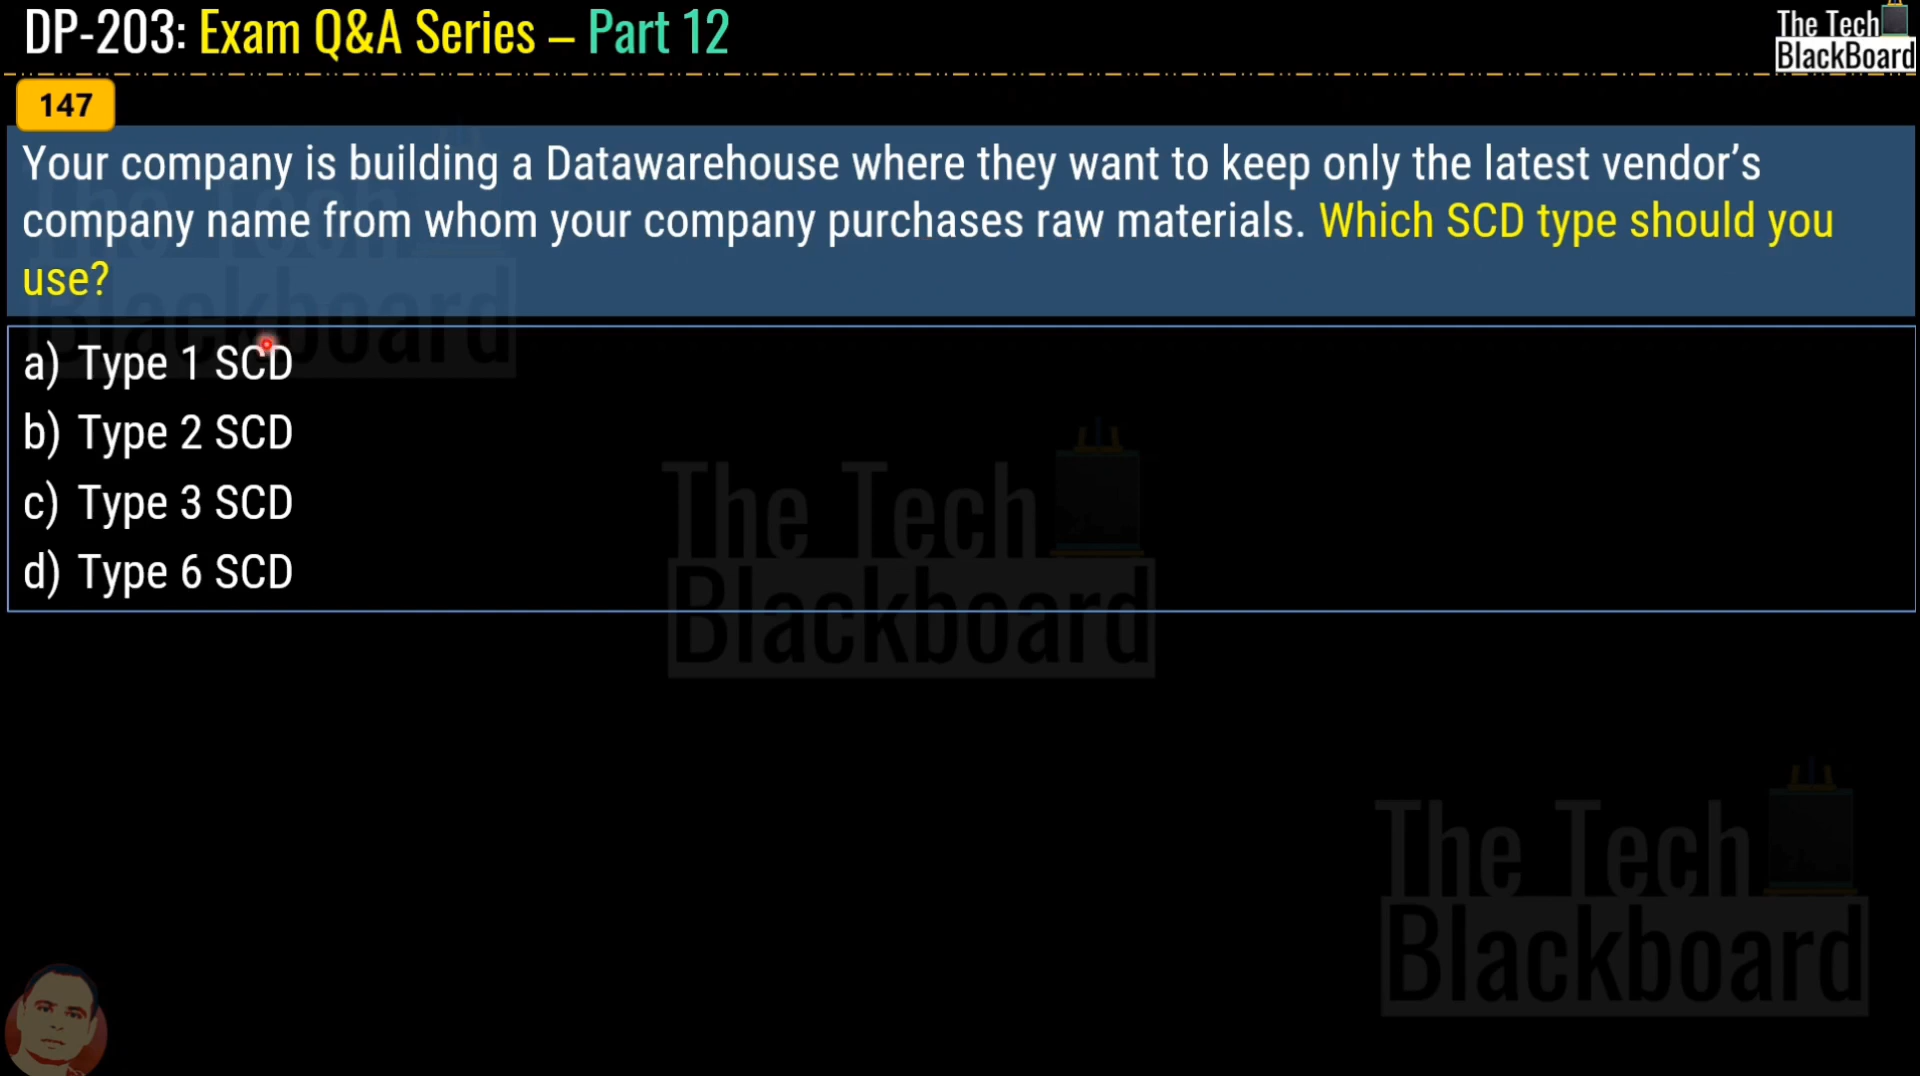 DP-203: Exam Q&A Series – Part 12
The Tech
BlackBoard
147
Your company is building a Datawarehouse where they want to keep only the latest vendor’s
company name from whom your company purchases raw materials. Which SCD type should you
use?
a) Type 1 SCD
b) Type 2 SCD
c) Type 3 SCD
d) Type 6 SCD
The Tech
Blackboard
The Tech
Blackboard
The Tech
Blackboard